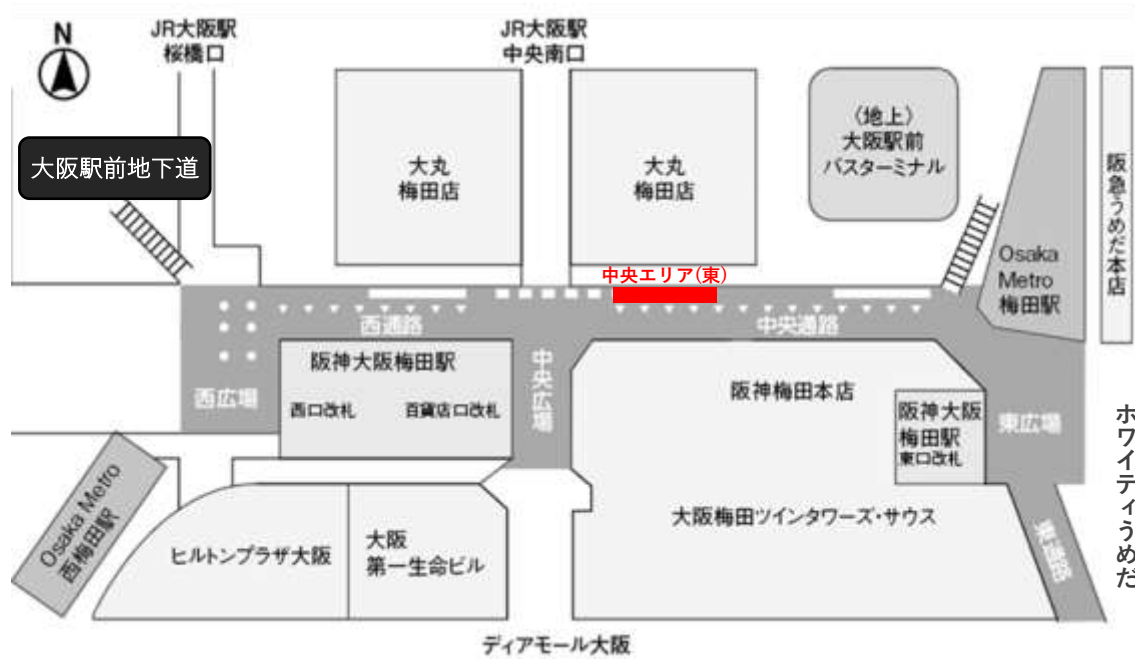 N
JR大阪駅
桜橋口
JR大阪駅
中央南口
大阪駅前地下道
大丸
梅田店
大丸
梅田店
〈地上〉
大阪駅前
バスターミナル
阪急うめだ本店
Osaka
Metro
梅田駅
中央エリア(東)
西通路
中央通路
阪神大阪梅田駅
西口改札
百貨店口改札
西広場
中央広場
阪神梅田本店
阪神大阪
梅田駅
東口改札
東広場
ホワイティうめだ
Osaka Metro
西梅田駅
ヒルトンプラザ大阪
大阪
第一生命ビル
大阪梅田ツインタワーズ・サウス
東通路
ディアモール大阪